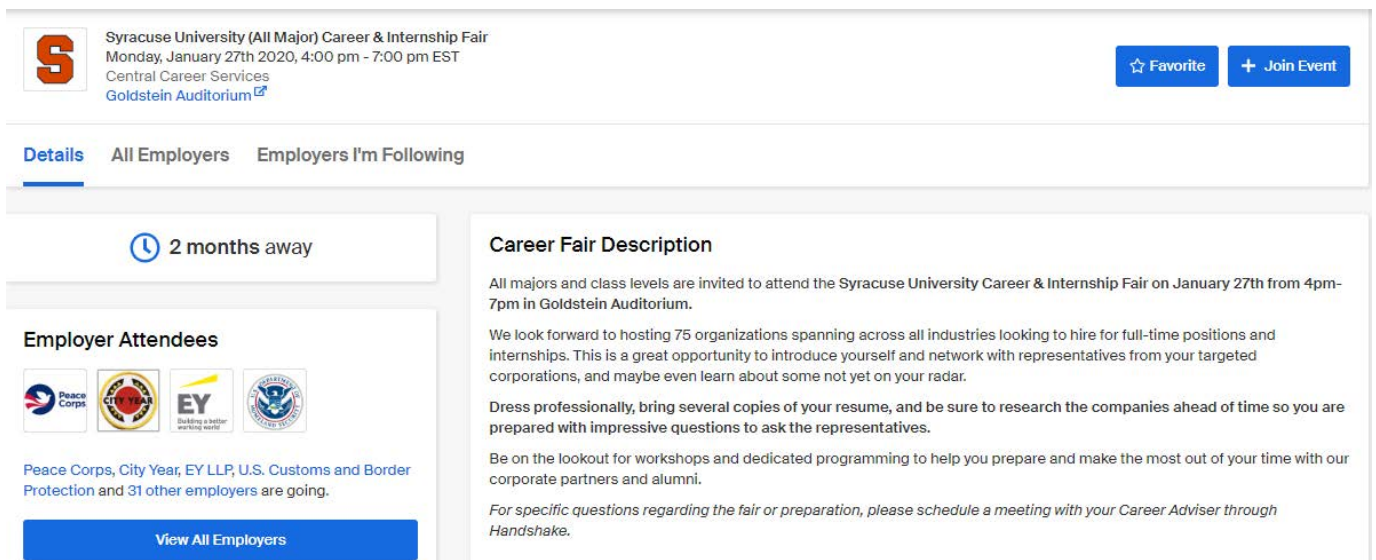 S
Syracuse University (All Major) Career & Internship Fair
Monday, January 27th 2020, 4:00 pm - 7:00 pm EST
Central Career Services
Goldstein Auditorium
Favorite
+ Join Event
Details
All Employers
Employers I'm Following
2 months away
Employer Attendees
Peace
Corps
CITY YEAR
EY
Building a better
working world
Peace Corps, City Year, EY LLP, U.S. Customs and Border
Protection and 31 other employers are going.
View All Employers
Career Fair Description
All majors and class levels are invited to attend the Syracuse University Career & Internship Fair on January 27th from 4pm-
7pm in Goldstein Auditorium.
We look forward to hosting 75 organizations spanning across all industries looking to hire for full-time positions and
internships. This is a great opportunity to introduce yourself and network with representatives from your targeted
corporations, and maybe even learn about some not yet on your radar.
Dress professionally, bring several copies of your resume, and be sure to research the companies ahead of time so you are
prepared with impressive questions to ask the representatives.
Be on the lookout for workshops and dedicated programming to help you prepare and make the most out of your time with our
corporate partners and alumni.
For specific questions regarding the fair or preparation, please schedule a meeting with your Career Adviser through
Handshake.